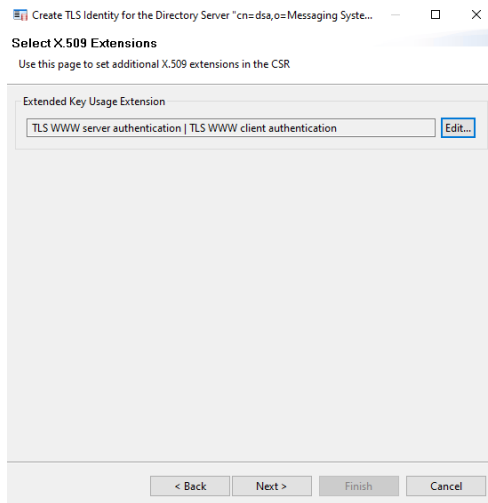 Create TLS Identity for the Directory Server "cn=dsa,o=Messaging Syste...
Select X.509 Extensions
Use this page to set additional X.509 extensions in the CSR
Extended Key Usage Extension
TLS WWW server authentication | TLS WWW client authentication
Edit...
< Back
Next >
Finish
Cancel